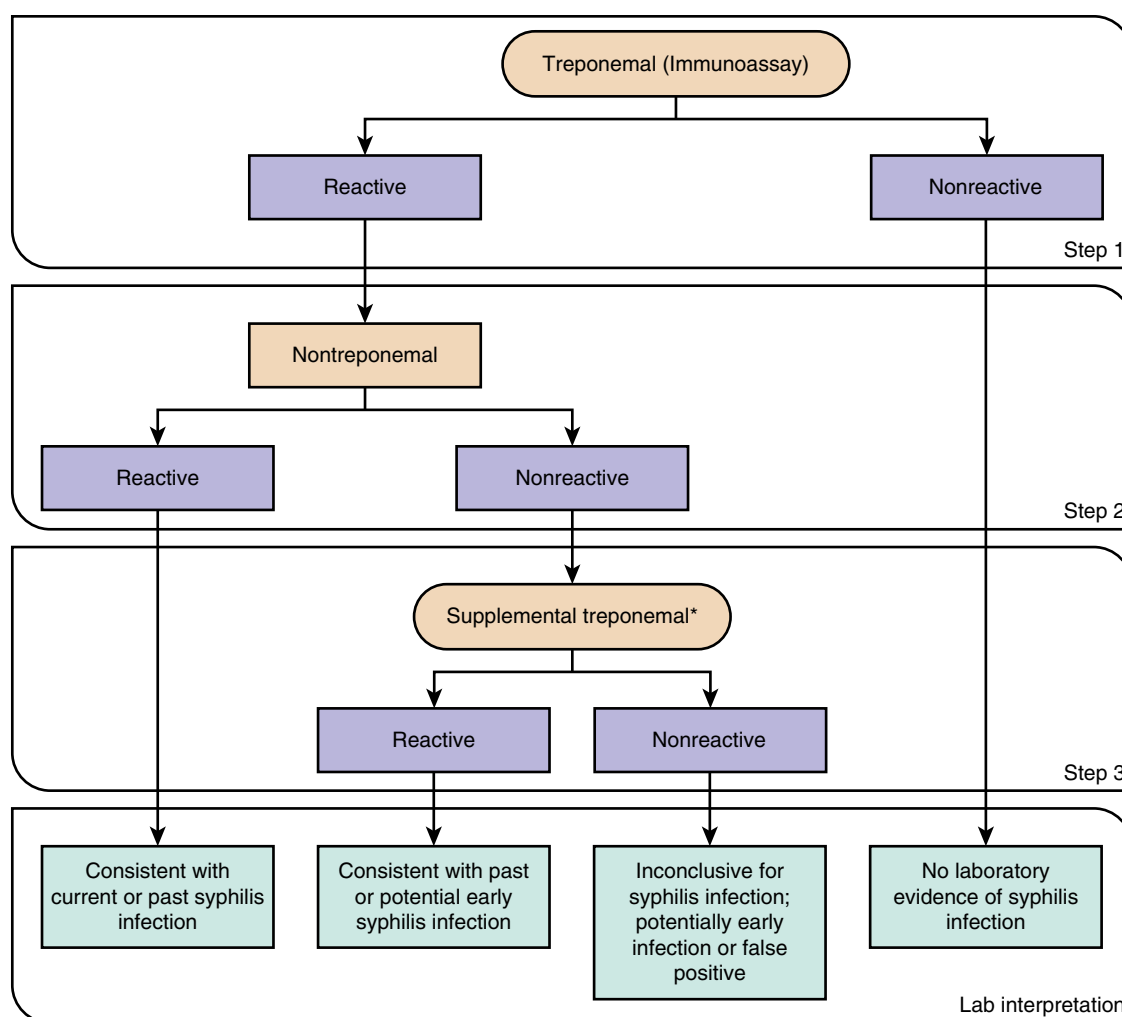 Treponemal (Immunoassay)
Reactive
Nonreactive
Step 1
Nontreponemal
Reactive
Nonreactive
Step 2
Supplemental treponemal*
Reactive
Nonreactive
Step 3
Consistent with
current or past syphilis
infection
Consistent with past
or potential early
syphilis infection
Inconclusive for
syphilis infection;
potentially early
infection or false
positive
No laboratory
evidence of syphilis
infection
Lab interpretation